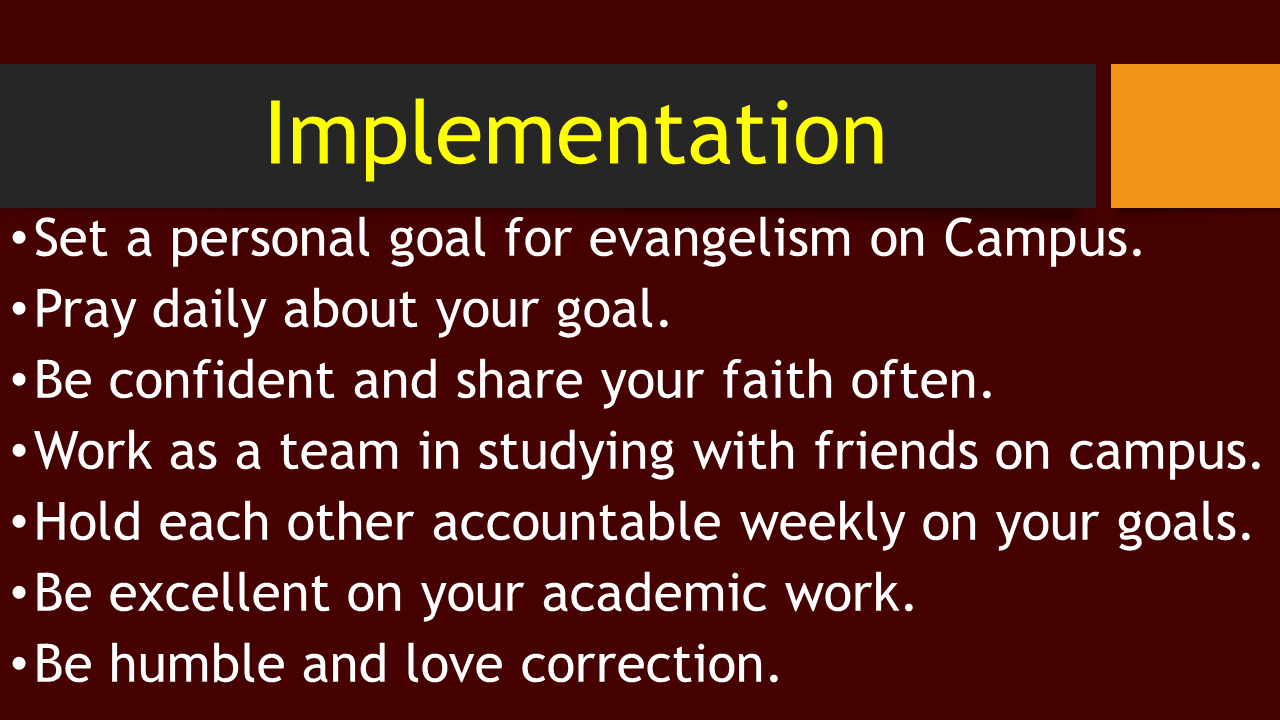 Implementation
•Set a personal goal for evangelism on Campus.
•Pray daily about your goal.
•Be confident and share your faith often.
•Work as a team in studying with friends on campus.
•Hold each other accountable weekly on your goals.
•Be excellent on your academic work.
•Be humble and love correction.